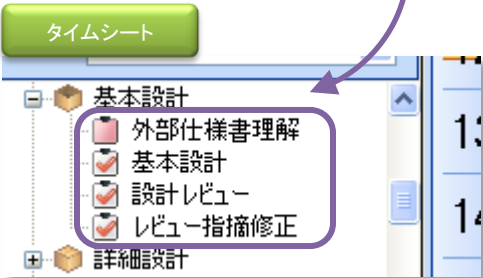 タイムシート
基本設計
外部仕様書理解
基本設計
設計レビュー
レビュー指摘修正
詳細設計